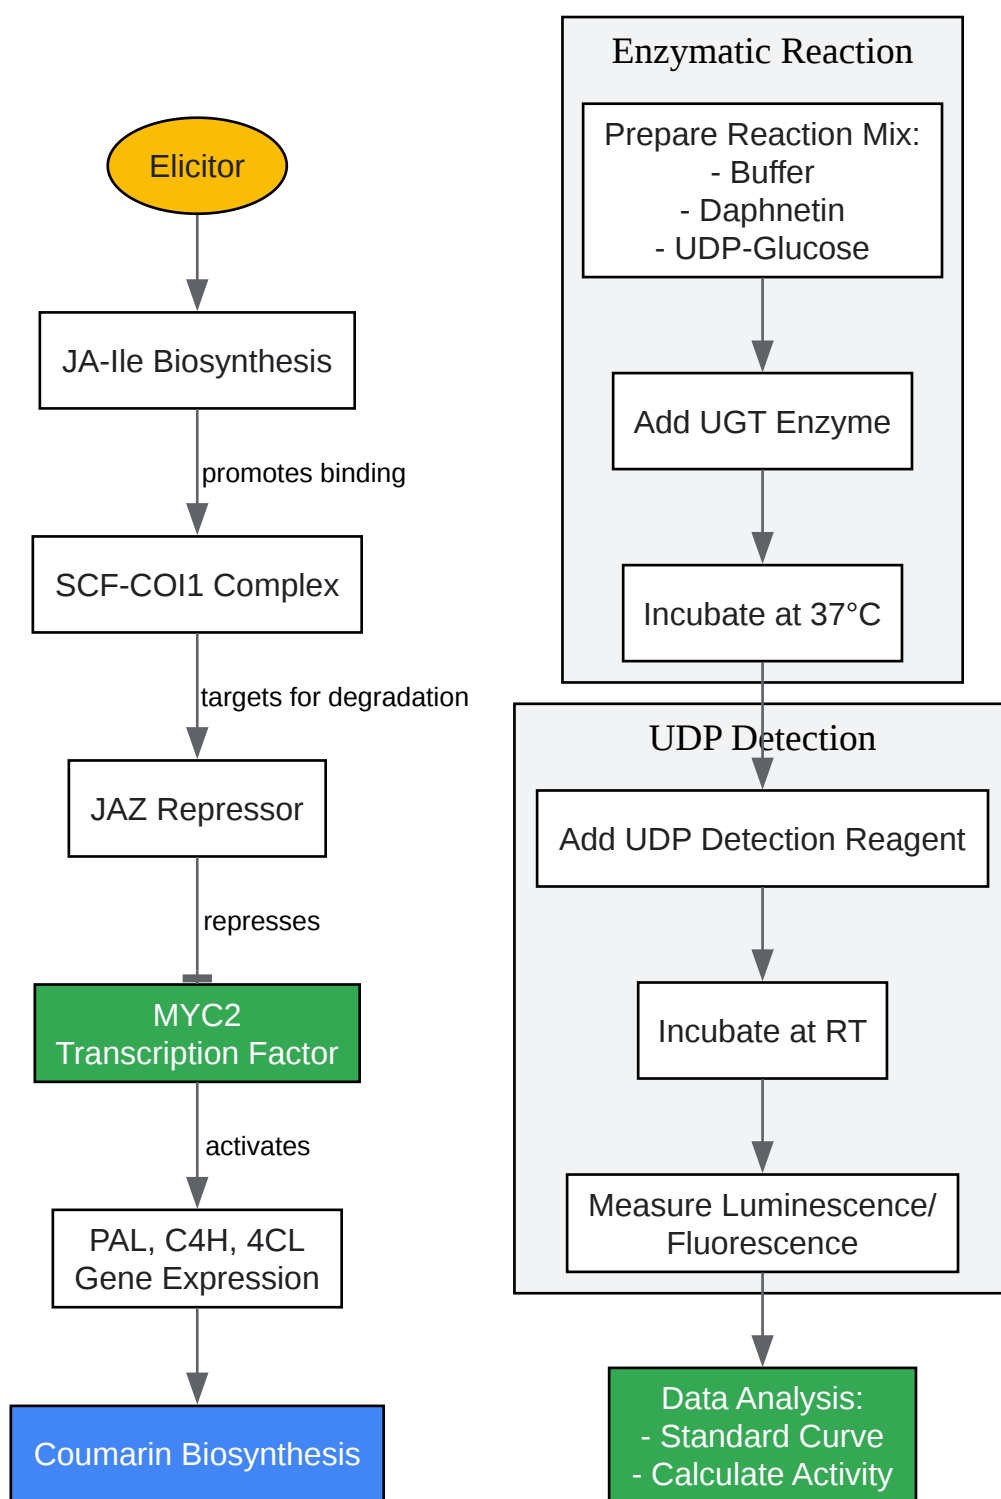 Elicitor
JA-Ile Biosynthesis
promotes binding
SCF-COI1 Complex
targets for degradation
JAZ Repressor
represses
MYC2
Transcription Factor
activates
PAL, C4H, 4CL
Gene Expression
Coumarin Biosynthesis
Enzymatic Reaction
Prepare Reaction Mix:
- Buffer
- Daphnetin
- UDP-Glucose
Add UGT Enzyme
Incubate at 37°C
UDP Detection
Add UDP Detection Reagent
Incubate at RT
Measure Luminescence/
Fluorescence
Data Analysis:
- Standard Curve
- Calculate Activity